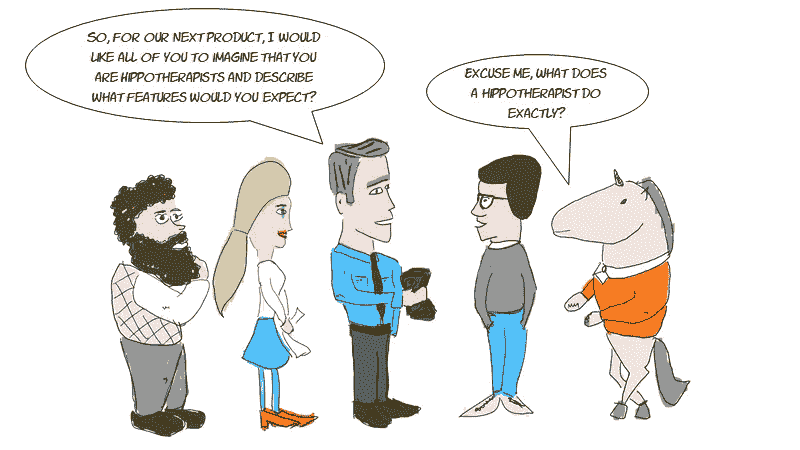 SO, FOR OUR NEXT PRODUCT, I WOULD
LIKE ALL OF YOU TO IMAGINE THAT YOU
ARE HIPPOTHERAPISTS AND DESCRIBE
WHAT FEATURES WOULD YOU EXPECT?
EXCUSE ME, WHAT DOES
A HIPPOTHERAPIST DO
EXACTLY?